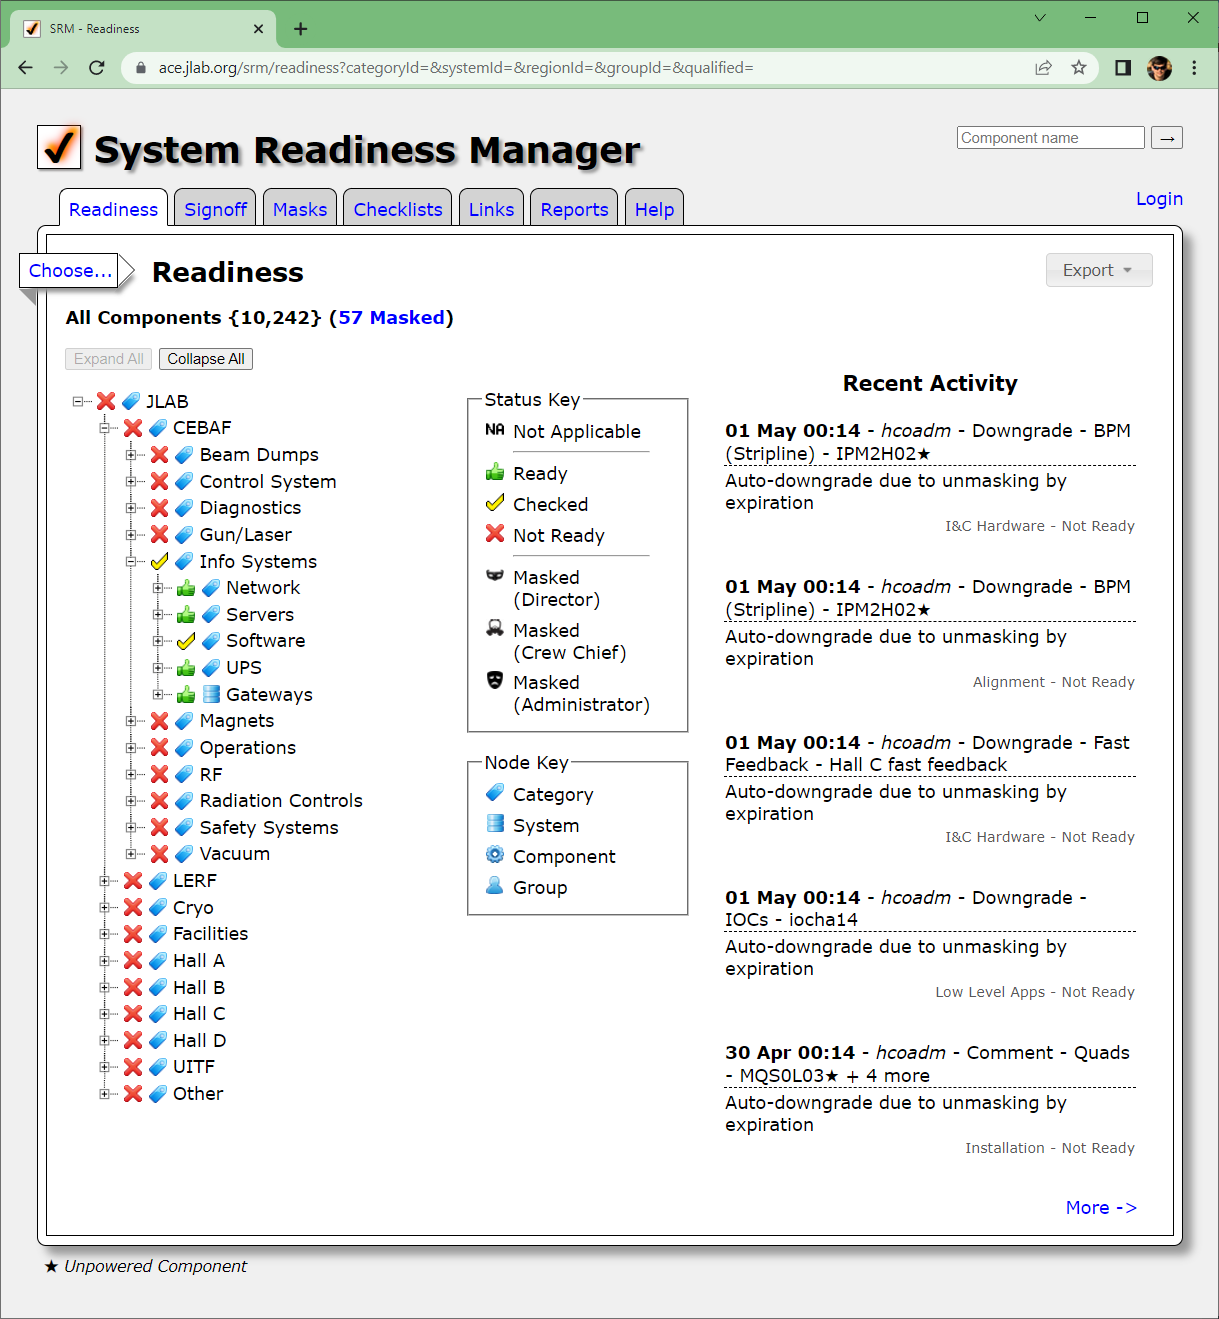 SRM - Readiness
ace.jlab.org/srm/readiness?categoryId=&systemId=&regionId=&groupId=&qualified=
System Readiness Manager
Component name
→
Readiness
Signoff
Masks
Checklists
Links
Reports
Help
Login
Choose...
Readiness
Export
All Components {10,242} (57 Masked)
Expand All
Collapse All
JLAB
CEBAF
Beam Dumps
Control System
Diagnostics
Gun/Laser
Info Systems
Network
Servers
Software
UPS
Gateways
Magnets
Operations
RF
Radiation Controls
Safety Systems
Vacuum
LERF
Cryo
Facilities
Hall A
Hall B
Hall C
Hall D
UITF
Other
Status Key
NA Not Applicable
Ready
Checked
Not Ready
Masked
(Director)
Masked
(Crew Chief)
Masked
(Administrator)
Node Key
Category
System
Component
Group
Recent Activity
01 May 00:14 - hcoadm - Downgrade - BPM
(Stripline) - IPM2H02★
Auto-downgrade due to unmasking by
expiration
I&C Hardware - Not Ready
01 May 00:14 - hcoadm - Downgrade - BPM
(Stripline) - IPM2H02★
Auto-downgrade due to unmasking by
expiration
Alignment - Not Ready
01 May 00:14 - hcoadm - Downgrade - Fast
Feedback - Hall C fast feedback
Auto-downgrade due to unmasking by
expiration
I&C Hardware - Not Ready
01 May 00:14 - hcoadm - Downgrade -
IOCs - iocha14
Auto-downgrade due to unmasking by
expiration
Low Level Apps - Not Ready
30 Apr 00:14 - hcoadm - Comment - Quads
- MQS0L03★ + 4 more
Auto-downgrade due to unmasking by
expiration
Installation - Not Ready
More ->
★ Unpowered Component